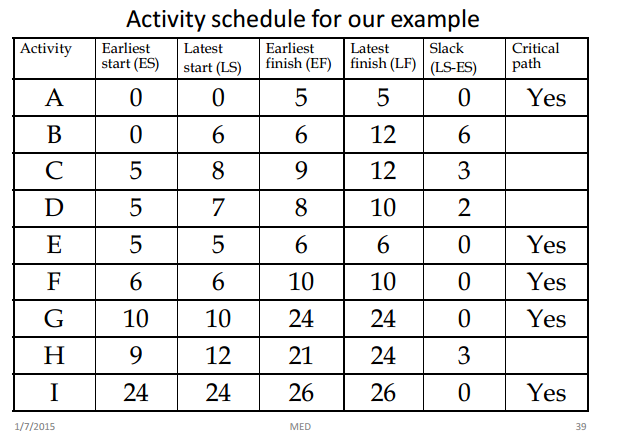 Activity schedule for our example
Activity Earliest start (ES) Latest start (LS) Earliest finish (EF) Latest finish (LF) Slack (LS-ES) Critical path
A 0 0 5 5 0 Yes
B 0 6 6 12 6
C 5 8 9 12 3
D 5 7 8 10 2
E 5 5 6 6 0 Yes
F 6 6 10 10 0 Yes
G 10 10 24 24 0 Yes
H 9 12 21 24 3
I 24 24 26 26 0 Yes
1/7/2015 MED 39